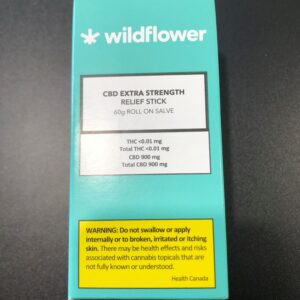 wildflower
CBD EXTRA STRENGTH
RELIEF STICK
60g ROLL ON SALVE
THC <0.01 mg
Total THC <0.01 mg
CBD 900 mg
Total CBD 900 mg
WARNING: Do not swallow or apply
internally or to broken, irritated or itching
skin. There may be health effects and risks
associated with cannabis topicals that are
not fully known or understood.
Health Canada